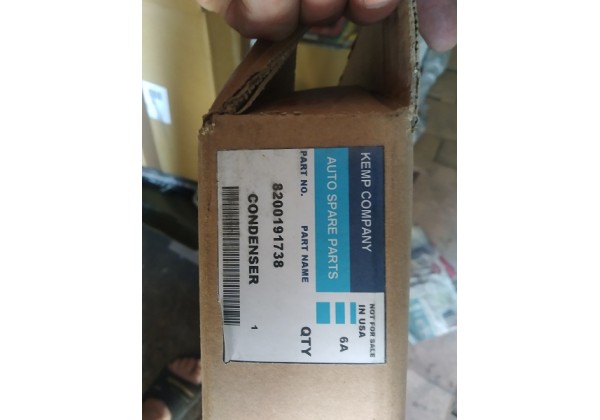 KEMP COMPANY
NOT FOR SALE
IN USA
AUTO SPARE PARTS
6A
PART NO. PART NAME QTY
8200191738
CONDENSER 1